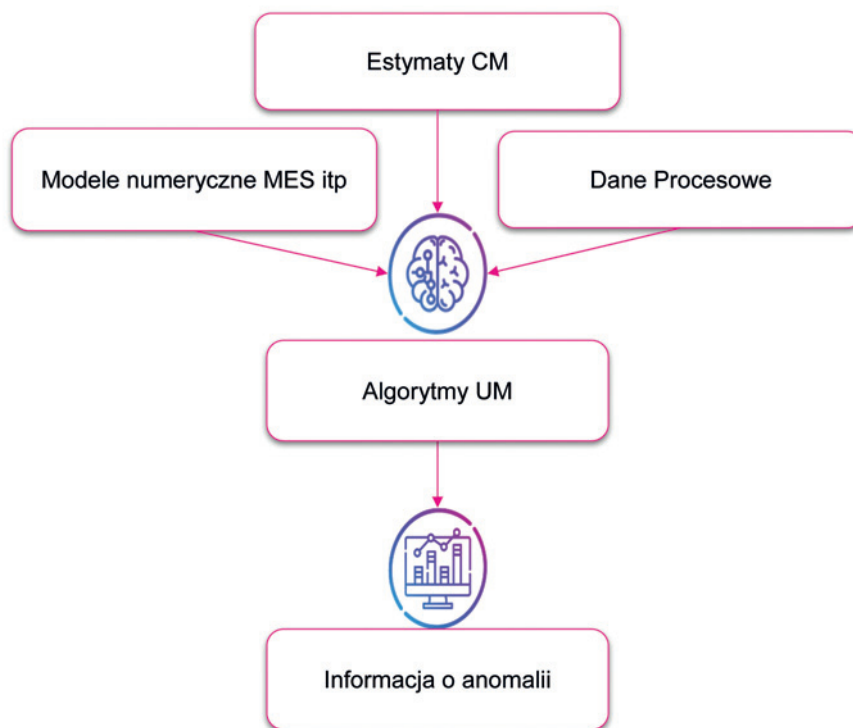 Estymaty CM
Modele numeryczne MES itp
Dane Procesowe
Algorytmy UM
Informacja o anomalii